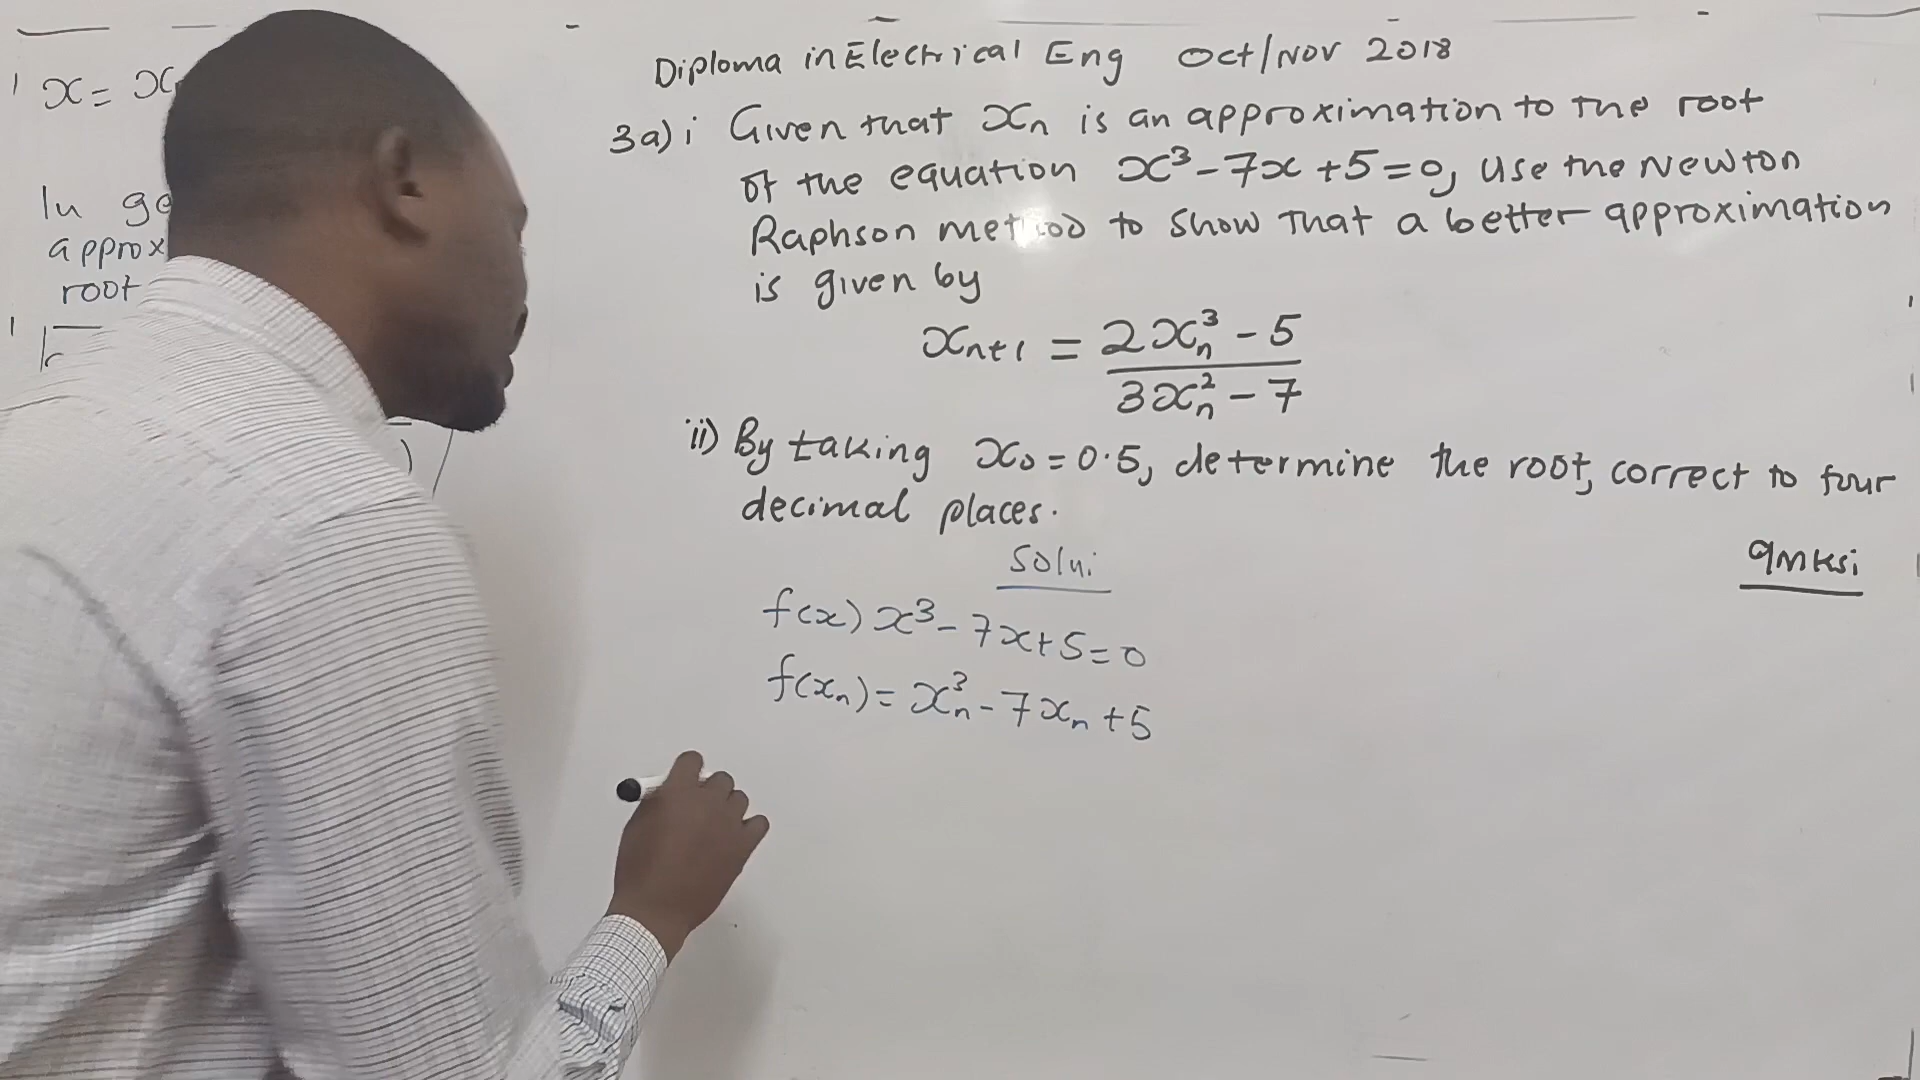 x = x
In ge
approx
root
Diploma in Electrical Eng Oct/Nov 2018
3a) i Given that xₙ is an approximation to the root
of the equation x³ - 7x + 5 = 0, use the Newton
Raphson method to show that a better approximation
is given by
xₙ₊₁ = 2xₙ³ - 5
3xₙ² - 7
ii) By taking x₀ = 0.5, determine the root, correct to four
decimal places.
9mks;
Soln:
f(x) x³ - 7x + 5 = 0
f(xₙ) = xₙ³ - 7xₙ + 5